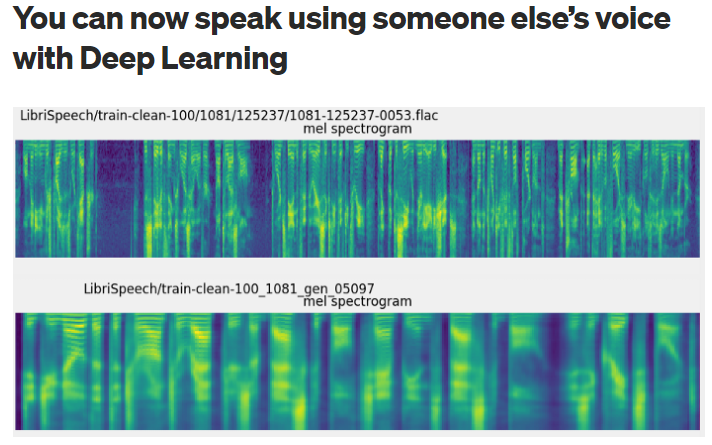 You can now speak using someone else’s voice
with Deep Learning
LibriSpeech/train-clean-100/1081/125237/1081-125237-0053.flac
mel spectrogram
LibriSpeech/train-clean-100_1081_gen_05097
mel spectrogram